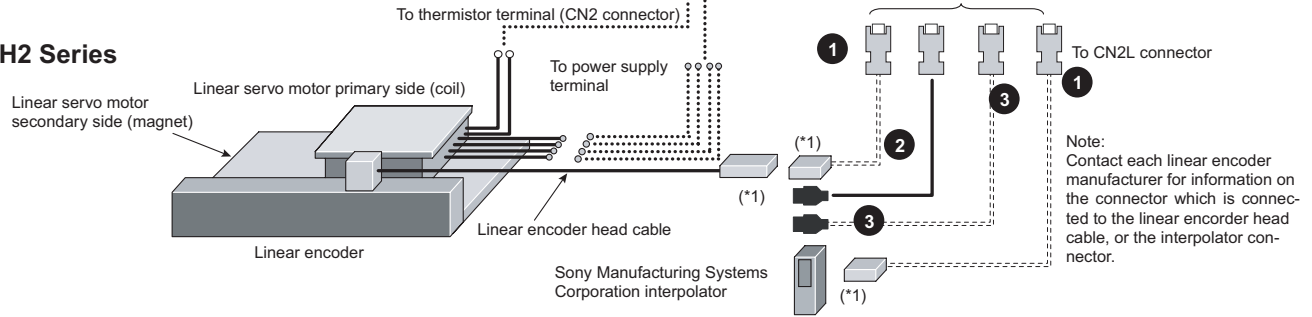 To thermistor terminal (CN2 connector)
H2 Series
To power supply
terminal
Linear servo motor
secondary side (magnet)
Linear servo motor primary side (coil)
1
To CN2L connector
1
3
2
(*1)
(*1)
3
Note:
Contact each linear encoder
manufacturer for information on
the connector which is connec-
ted to the linear encorder head
cable, or the interpolator con-
nector.
Linear encoder head cable
Linear encoder
Sony Manufacturing Systems
Corporation interpolator
(*1)